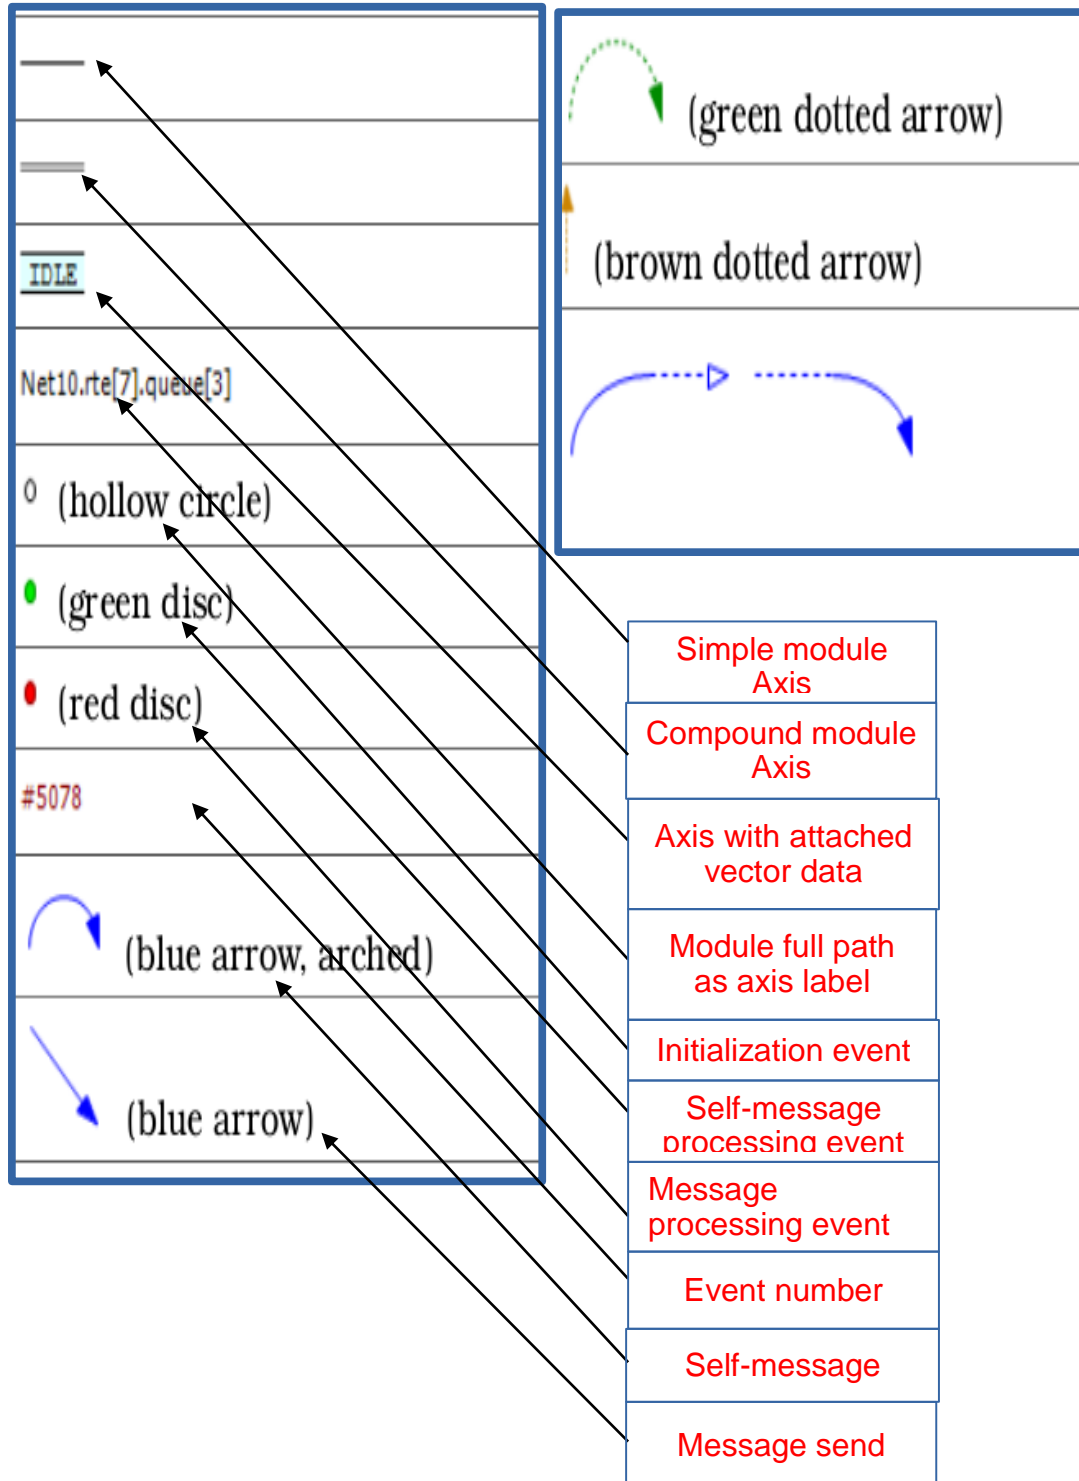 IDLE
Net10.rte[7].queue[3]
(hollow circle)
(green disc)
(red disc)
#5078
(blue arrow, arched)
(blue arrow)
(green dotted arrow)
(brown dotted arrow)
Simple module
Axis
Compound module
Axis
Axis with attached
vector data
Module full path
as axis label
Initialization event
Self-message
processing event
Message
processing event
Event number
Self-message
Message send